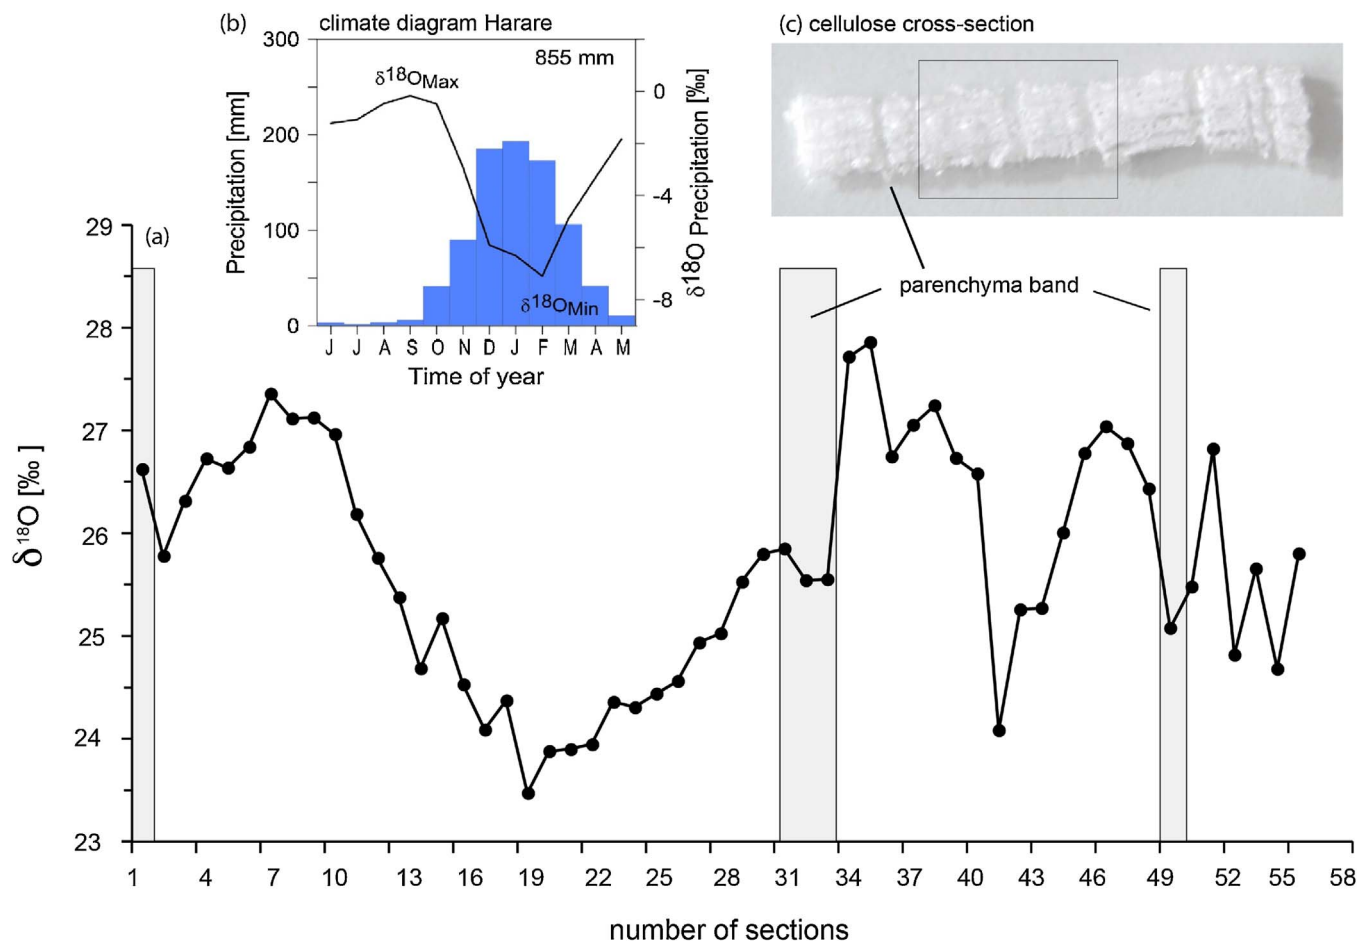 (b) climate diagram Harare
(c) cellulose cross-section
300
855 mm
δ18OMax
0
200
Precipitation [mm]
δ18O Precipitation [‰]
-4
100
-8
δ18OMin
0
J J A S O N D J F M A M
Time of year
parenchyma band
(a)
29
28
27
26
25
24
23
δ18O [‰]
1 4 7 10 13 16 19 22 25 28 31 34 37 40 43 46 49 52 55 58
number of sections